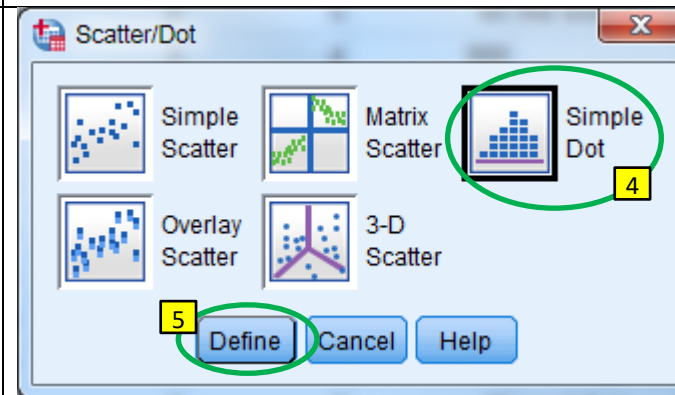 Scatter/Dot
Simple
Scatter
Matrix
Scatter
Simple
Dot
4
Overlay
Scatter
3-D
Scatter
5
Define
Cancel
Help